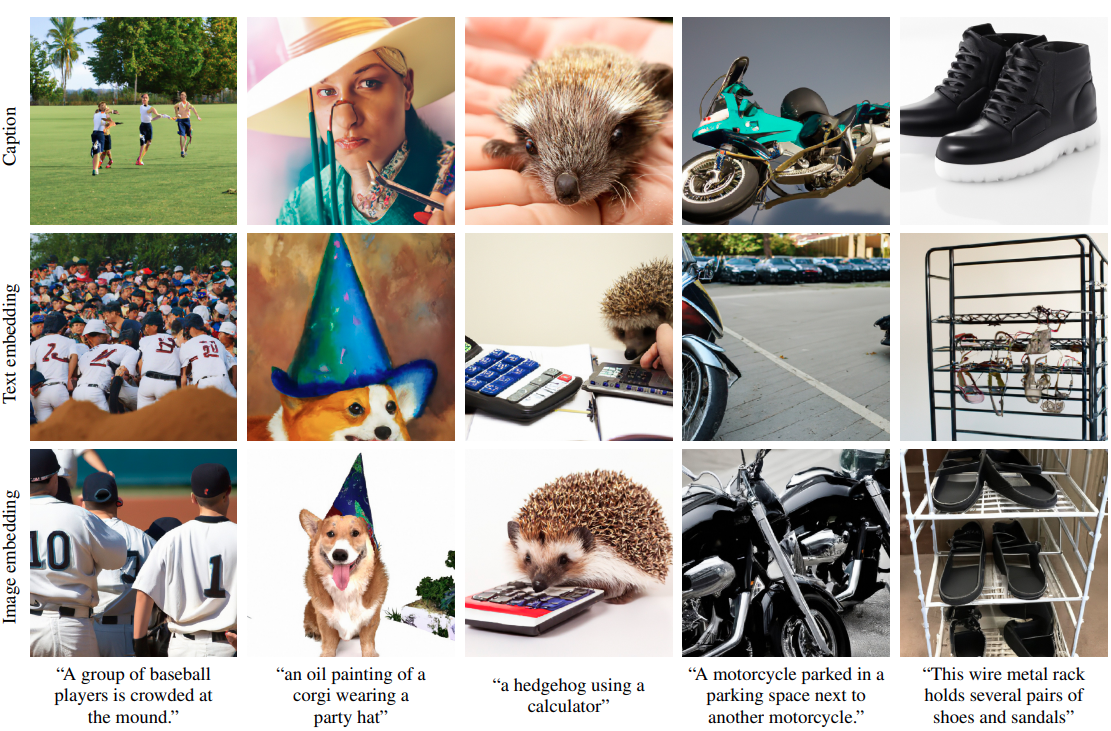 Caption
Text embedding
Image embedding
10
1
“A group of baseball
players is crowded at
the mound.”
“an oil painting of a
corgi wearing a
party hat”
“a hedgehog using a
calculator”
“A motorcycle parked in a
parking space next to
another motorcycle.”
“This wire metal rack
holds several pairs of
shoes and sandals”